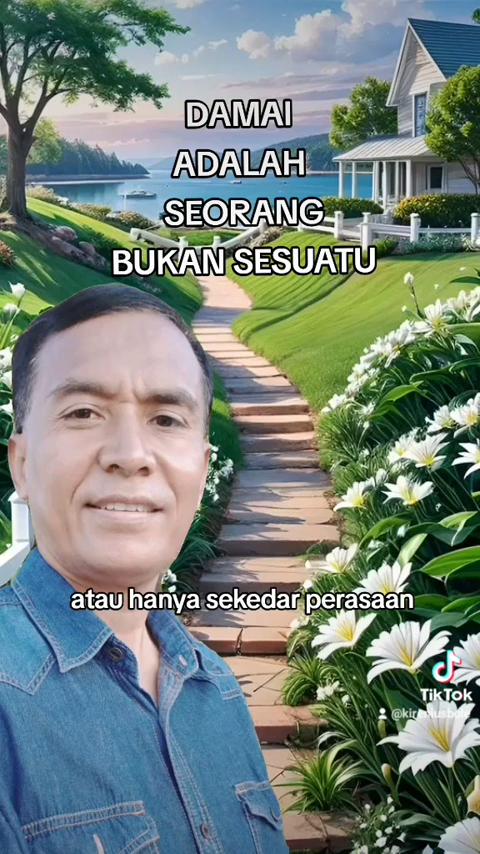 DAMAI
ADALAH
SEORANG
BUKAN SESUATU
atau hanya sekedar perasaan
TikTok